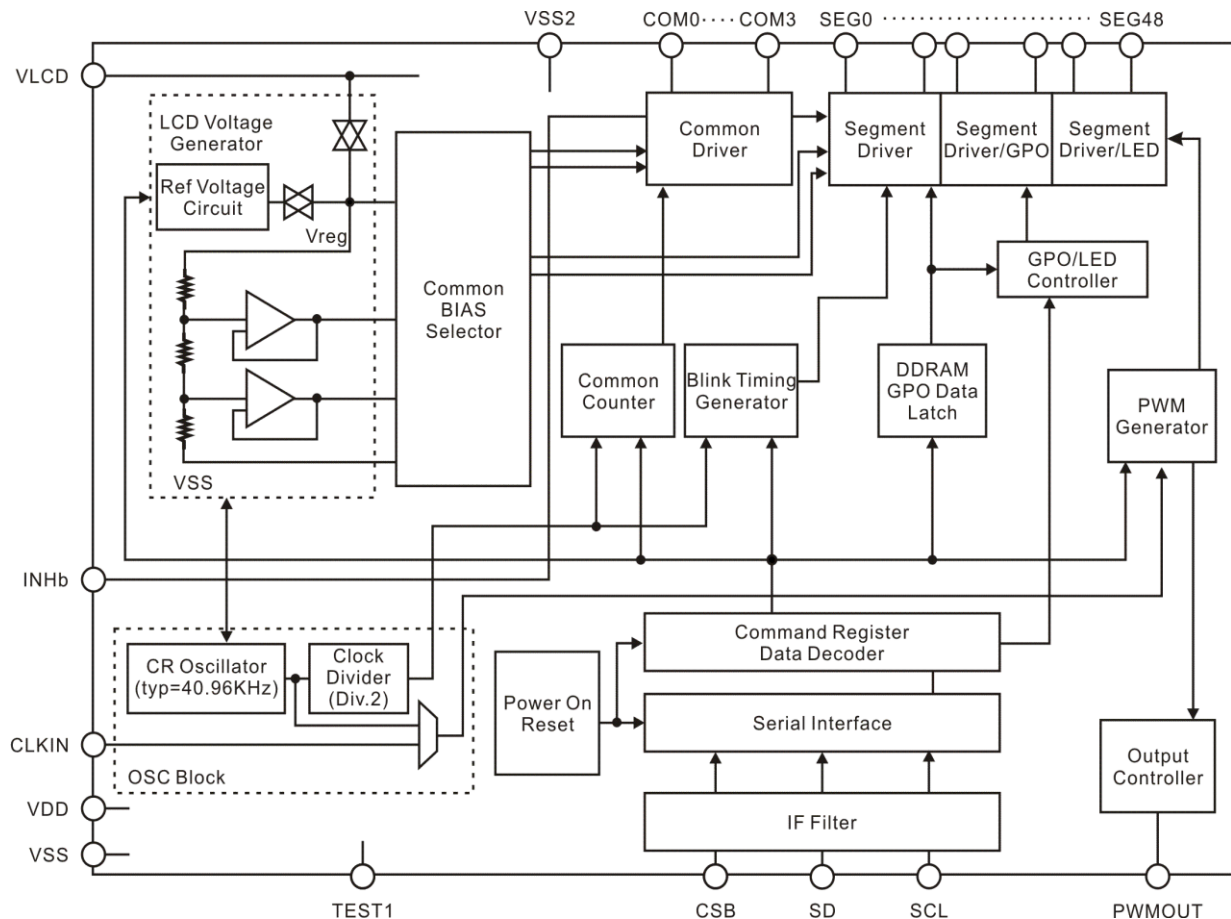 VSS2
COM0
COM3
SEG0
SEG48
VLCD
LCD Voltage
Generator
Ref Voltage
Circuit
Vreg
VSS
Common
BIAS
Selector
Common
Driver
Segment
Driver
Segment
Driver/GPO
Segment
Driver/LED
GPO/LED
Controller
Common
Counter
Blink Timing
Generator
DDRAM
GPO Data
Latch
PWM
Generator
INHb
CR Oscillator
(typ=40.96KHz)
Clock
Divider
(Div.2)
OSC Block
Power On
Reset
Command Register
Data Decoder
Serial Interface
IF Filter
Output
Controller
CLKIN
VDD
VSS
TEST1
CSB
SD
SCL
PWMOUT